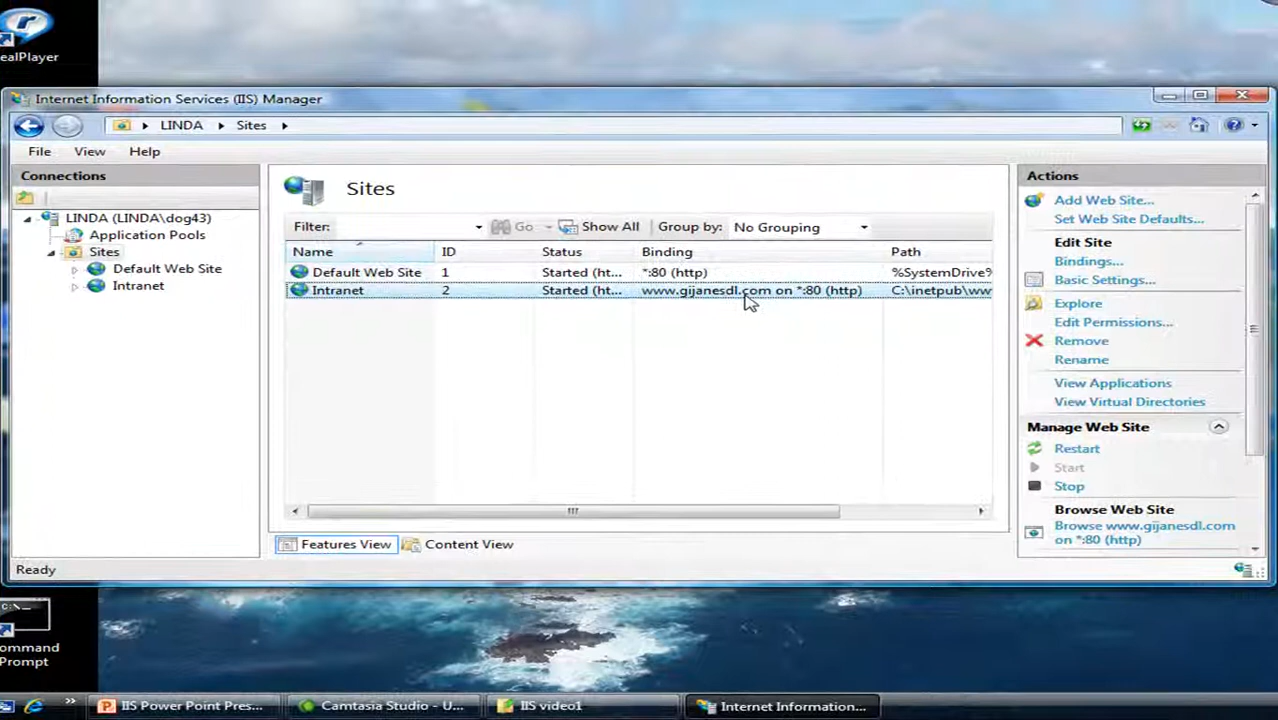 ealPlayer
Internet Information Services (IIS) Manager
LINDA Sites
File View Help
Connections
LINDA (LINDA\dog43)
Application Pools
Sites
Default Web Site
Intranet
Sites
Filter: Go Show All Group by: No Grouping
Name ID Status Binding Path
Default Web Site 1 Started (ht... *:80 (http) %SystemDrive%
Intranet 2 Started (ht... www.gijanesdl.com on *:80 (http) C:\inetpub\ww
Features View Content View
Actions
Add Web Site...
Set Web Site Defaults...
Edit Site
Bindings...
Basic Settings...
Explore
Edit Permissions...
Remove
Rename
View Applications
View Virtual Directories
Manage Web Site
Restart
Start
Stop
Browse Web Site
Browse www.gijanesdl.com
on *:80 (http)
Ready
C:\.
ommand
Prompt
IIS Power Point Pres... Camtasia Studio - U... IIS video1 Internet Information...